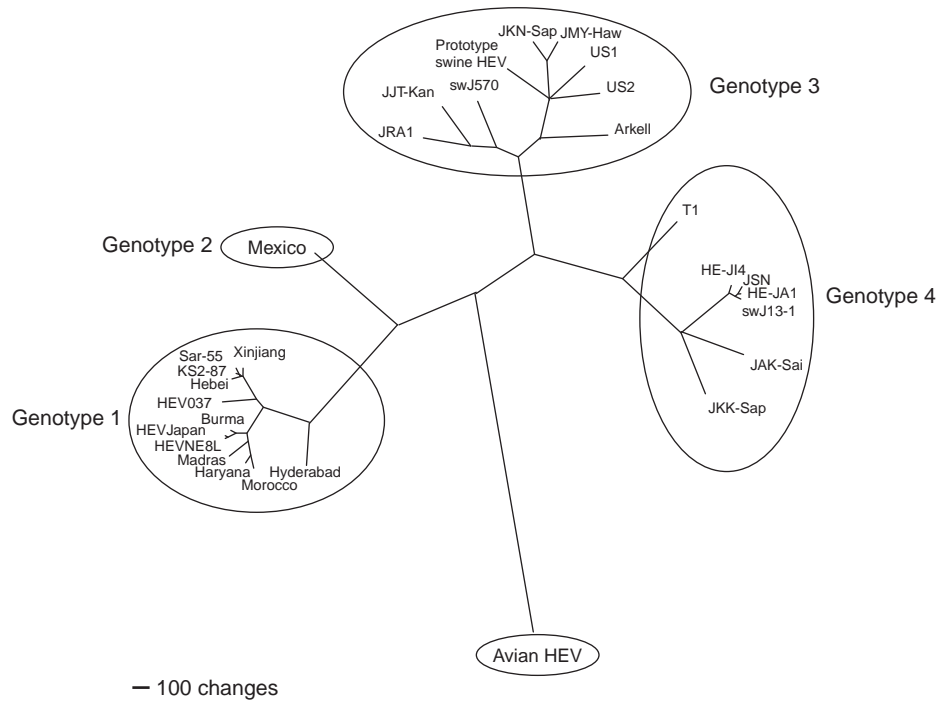 JKN-Sap
JMY-Haw
Prototype
swine HEV
US1
swJ570
US2
Genotype 3
JJT-Kan
JRA1
Arkell
T1
Genotype 2
Mexico
HE-JI4
JSN
HE-JA1
swJ13-1
Genotype 4
JAK-Sai
JKK-Sap
Xinjiang
Sar-55
KS2-87
Hebei
HEV037
Genotype 1
Burma
HEVJapan
HEVNE8L
Madras
Haryana
Hyderabad
Morocco
Avian HEV
100 changes